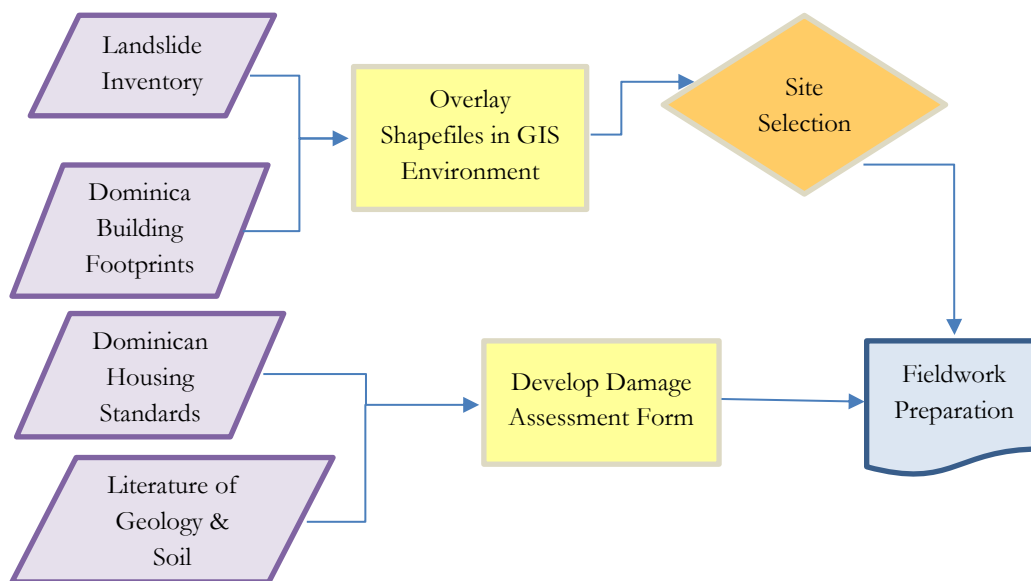 Landslide
Inventory
Overlay
Shapefiles in GIS
Environment
Site
Selection
Dominica
Building
Footprints
Dominican
Housing
Standards
Develop Damage
Assessment Form
Fieldwork
Preparation
Literature of
Geology &
Soil